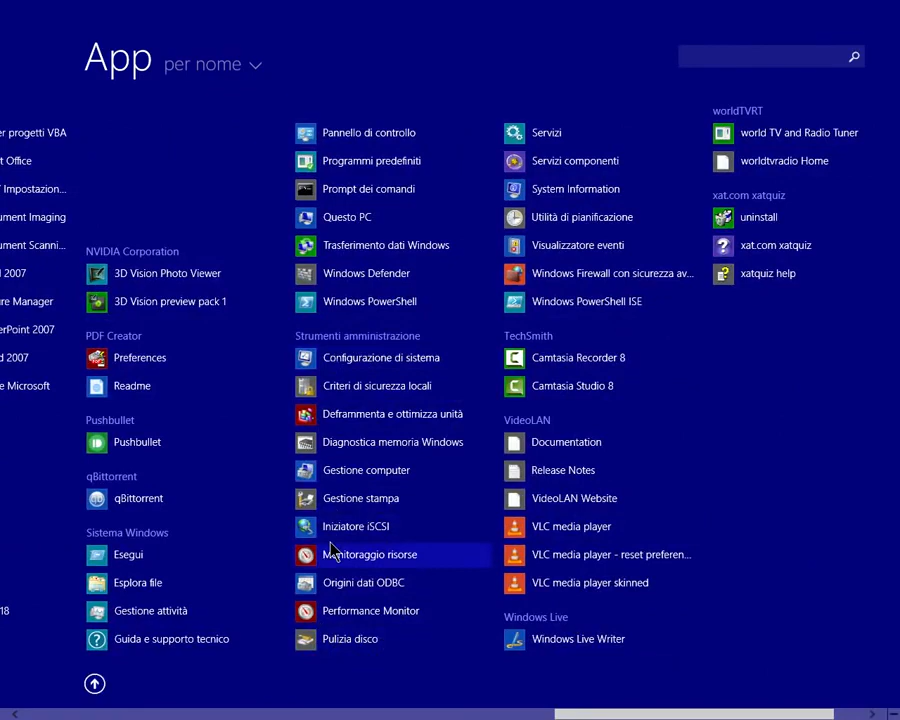 App per nome
er progetti VBA
t Office
/ Impostazion...
ument Imaging
ument Scanni...
l 2007
ure Manager
erPoint 2007
d 2007
e Microsoft
18
NVIDIA Corporation
3D Vision Photo Viewer
3D Vision preview pack 1
PDF Creator
Preferences
Readme
Pushbullet
Pushbullet
qBittorrent
qBittorrent
Sistema Windows
Esegui
Esplora file
Gestione attività
Guida e supporto tecnico
Pannello di controllo
Programmi predefiniti
Prompt dei comandi
Questo PC
Trasferimento dati Windows
Windows Defender
Windows PowerShell
Strumenti amministrazione
Configurazione di sistema
Criteri di sicurezza locali
Deframmenta e ottimizza unità
Diagnostica memoria Windows
Gestione computer
Gestione stampa
Iniziatore iSCSI
Monitoraggio risorse
Origini dati ODBC
Performance Monitor
Pulizia disco
Servizi
Servizi componenti
System Information
Utilità di pianificazione
Visualizzatore eventi
Windows Firewall con sicurezza av...
Windows PowerShell ISE
TechSmith
Camtasia Recorder 8
Camtasia Studio 8
VideoLAN
Documentation
Release Notes
VideoLAN Website
VLC media player
VLC media player - reset preferen...
VLC media player skinned
Windows Live
Windows Live Writer
worldTVRT
world TV and Radio Tuner
worldtvradio Home
xat.com xatquiz
uninstall
xat.com xatquiz
xatquiz help